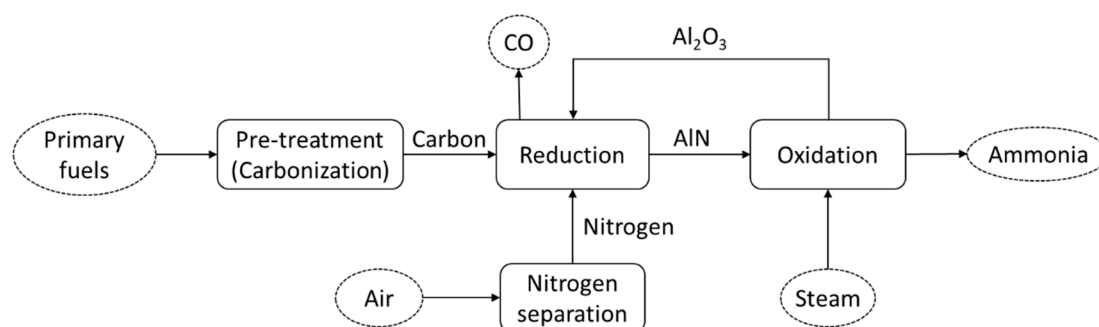 CO
Al₂O₃
Primary
fuels
Pre-treatment
(Carbonization)
Carbon
Reduction
AlN
Oxidation
Ammonia
Nitrogen
Air
Nitrogen
separation
Steam